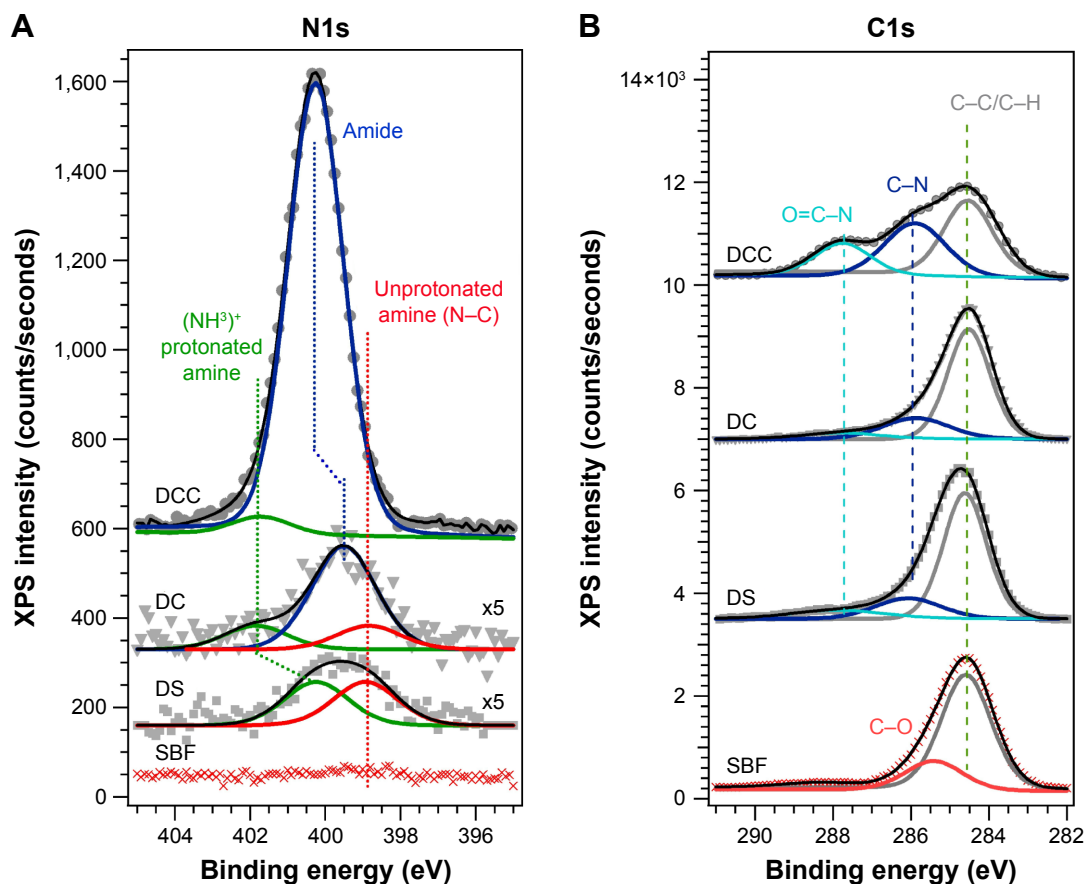 A
N1s
XPS intensity (counts/seconds)
1,600
1,400
1,200
1,000
800
600
400
200
0
Amide
Unprotonated
amine (N–C)
(NH³)⁺
protonated
amine
DCC
DC
x5
DS
x5
SBF
404
402
400
398
396
Binding energy (eV)
B
C1s
XPS intensity (counts/seconds)
14×10³
12
10
8
6
4
2
0
C–C/C–H
C–N
O=C–N
DCC
DC
DS
C–O
SBF
290
288
286
284
282
Binding energy (eV)